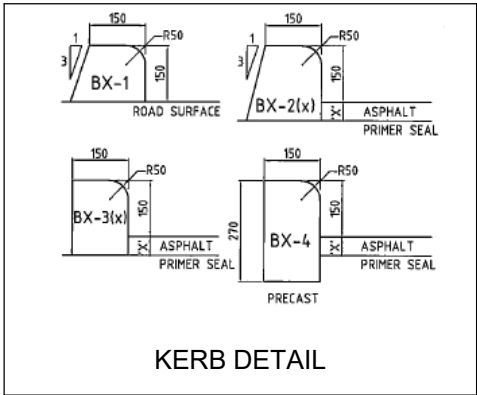 150
R50
1
3
BX-1
150
ROAD SURFACE
150
R50
1
3
BX-2(x)
150
'X'
ASPHALT
PRIMER SEAL
150
R50
BX-3(x)
150
'X'
ASPHALT
PRIMER SEAL
150
R50
270
BX-4
150
'X'
ASPHALT
PRIMER SEAL
PRECAST
KERB DETAIL